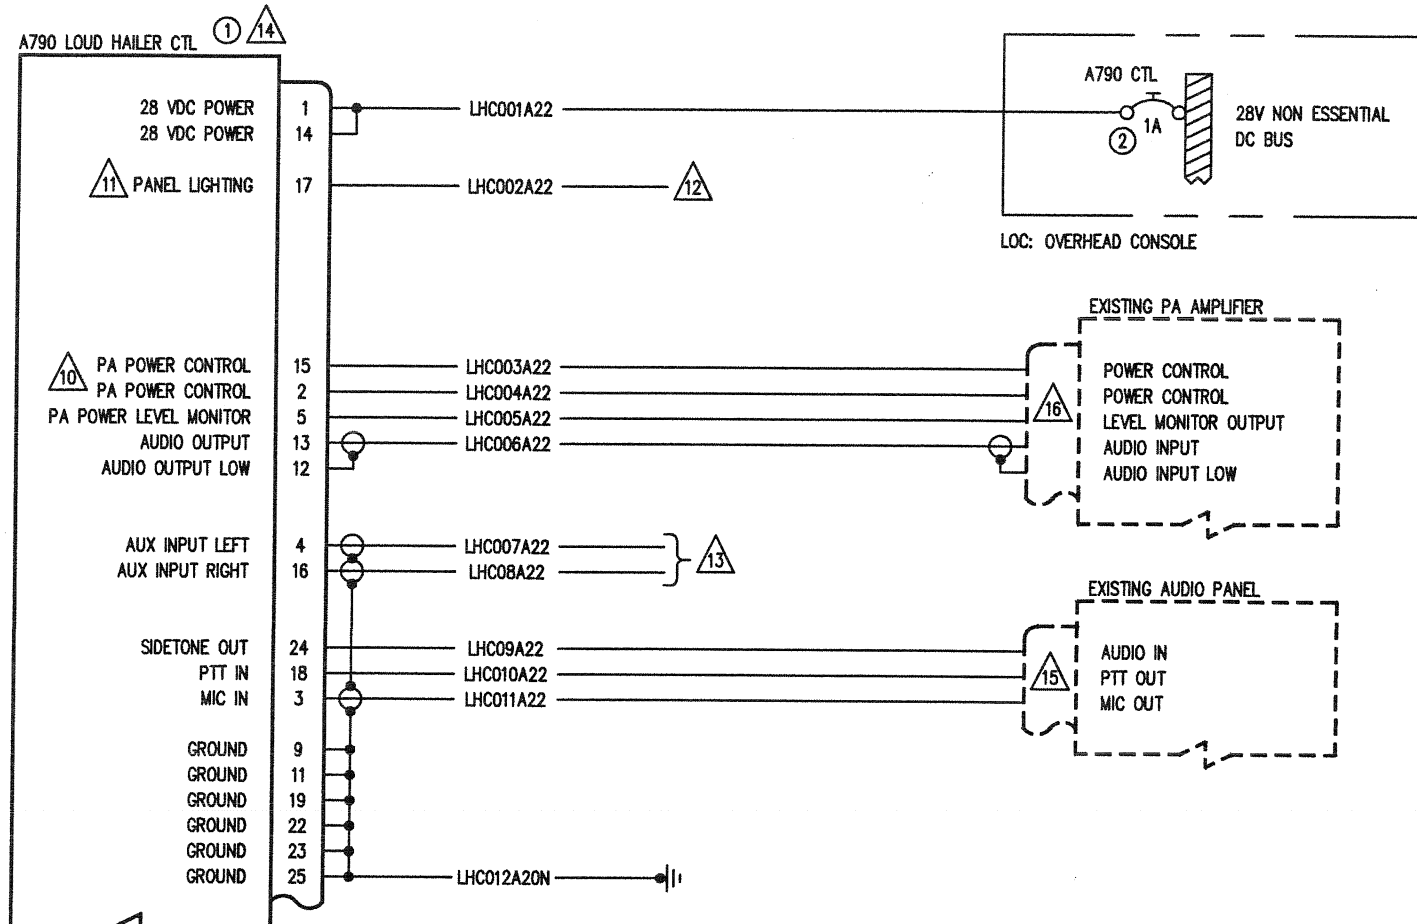 A790 LOUD HAILER CTL 1 14
28 VDC POWER 1 LHC001A22
28 VDC POWER 14
11 PANEL LIGHTING 17 LHC002A22 12
A790 CTL
2 1A
28V NON ESSENTIAL
DC BUS
LOC: OVERHEAD CONSOLE
EXISTING PA AMPLIFIER
10 PA POWER CONTROL 15 LHC003A22 POWER CONTROL
PA POWER CONTROL 2 LHC004A22 16 POWER CONTROL
PA POWER LEVEL MONITOR 5 LHC005A22 LEVEL MONITOR OUTPUT
AUDIO OUTPUT 13 LHC006A22 AUDIO INPUT
AUDIO OUTPUT LOW 12 AUDIO INPUT LOW
AUX INPUT LEFT 4 LHC007A22 13
AUX INPUT RIGHT 16 LHC08A22
EXISTING AUDIO PANEL
SIDETONE OUT 24 LHC09A22 AUDIO IN
PTT IN 18 LHC010A22 15 PTT OUT
MIC IN 3 LHC011A22 MIC OUT
GROUND 9
GROUND 11
GROUND 19
GROUND 22
GROUND 23
GROUND 25 LHC012A20N